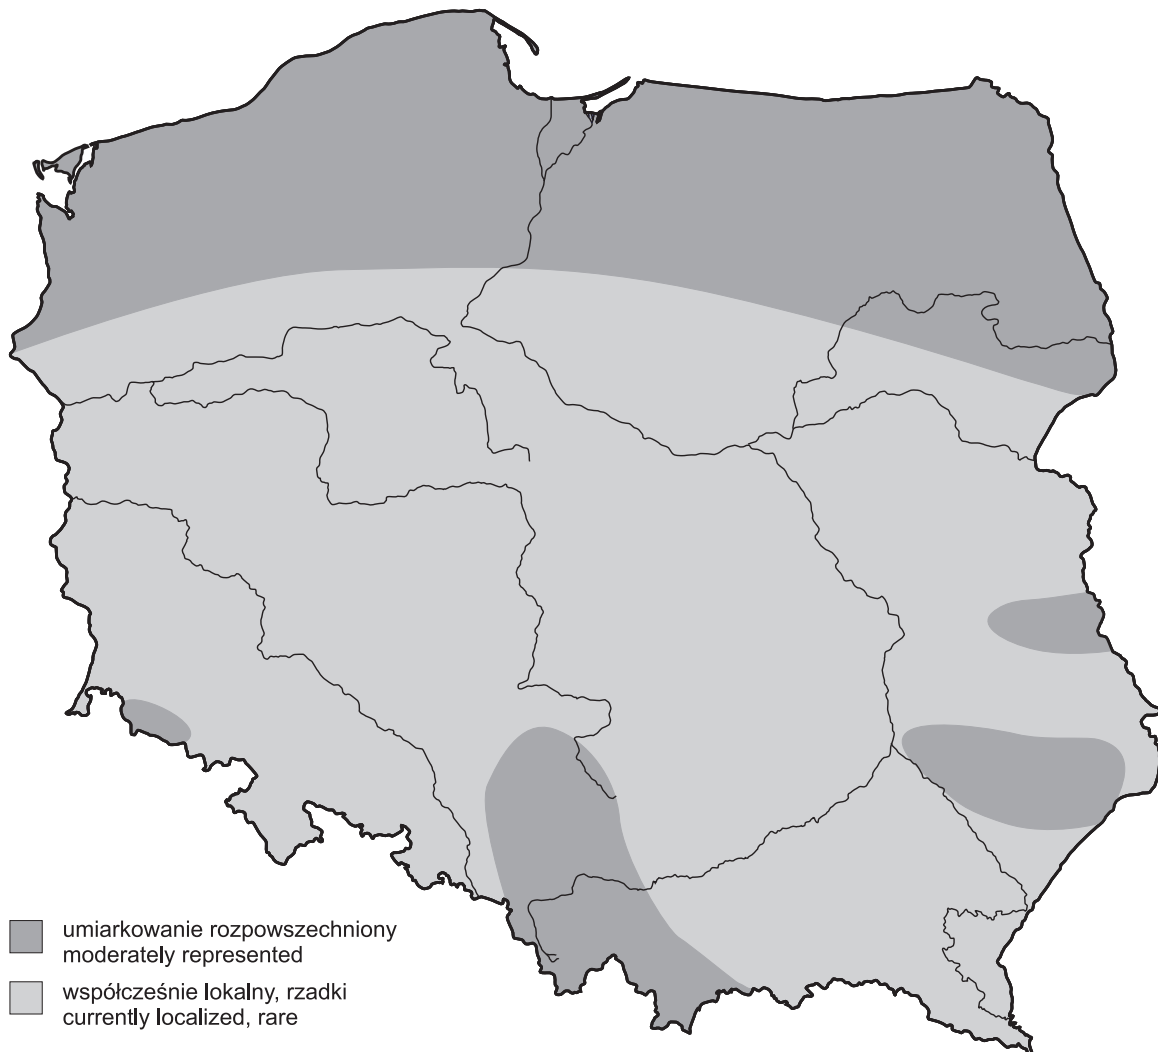 umiarkowanie rozpowszechniony
moderately represented
współcześnie lokalny, rzadki
currently localized, rare